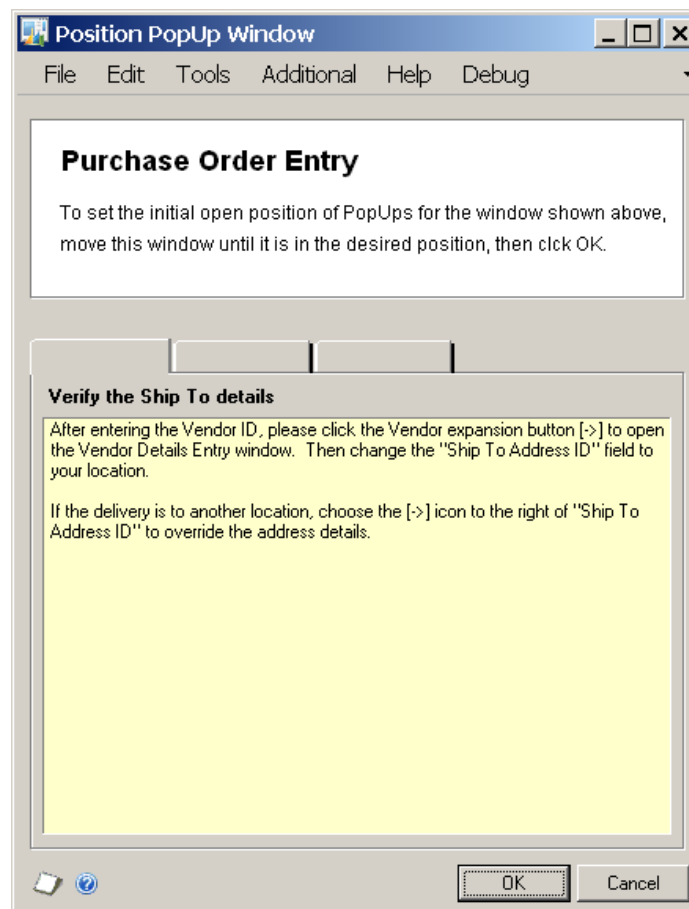 Position PopUp Window
File Edit Tools Additional Help Debug
Purchase Order Entry
To set the initial open position of PopUps for the window shown above,
move this window until it is in the desired position, then clck OK.
Verify the Ship To details
After entering the Vendor ID, please click the Vendor expansion button [->] to open
the Vendor Details Entry window. Then change the "Ship To Address ID" field to
your location.
If the delivery is to another location, choose the [->] icon to the right of "Ship To
Address ID" to override the address details.
OK Cancel